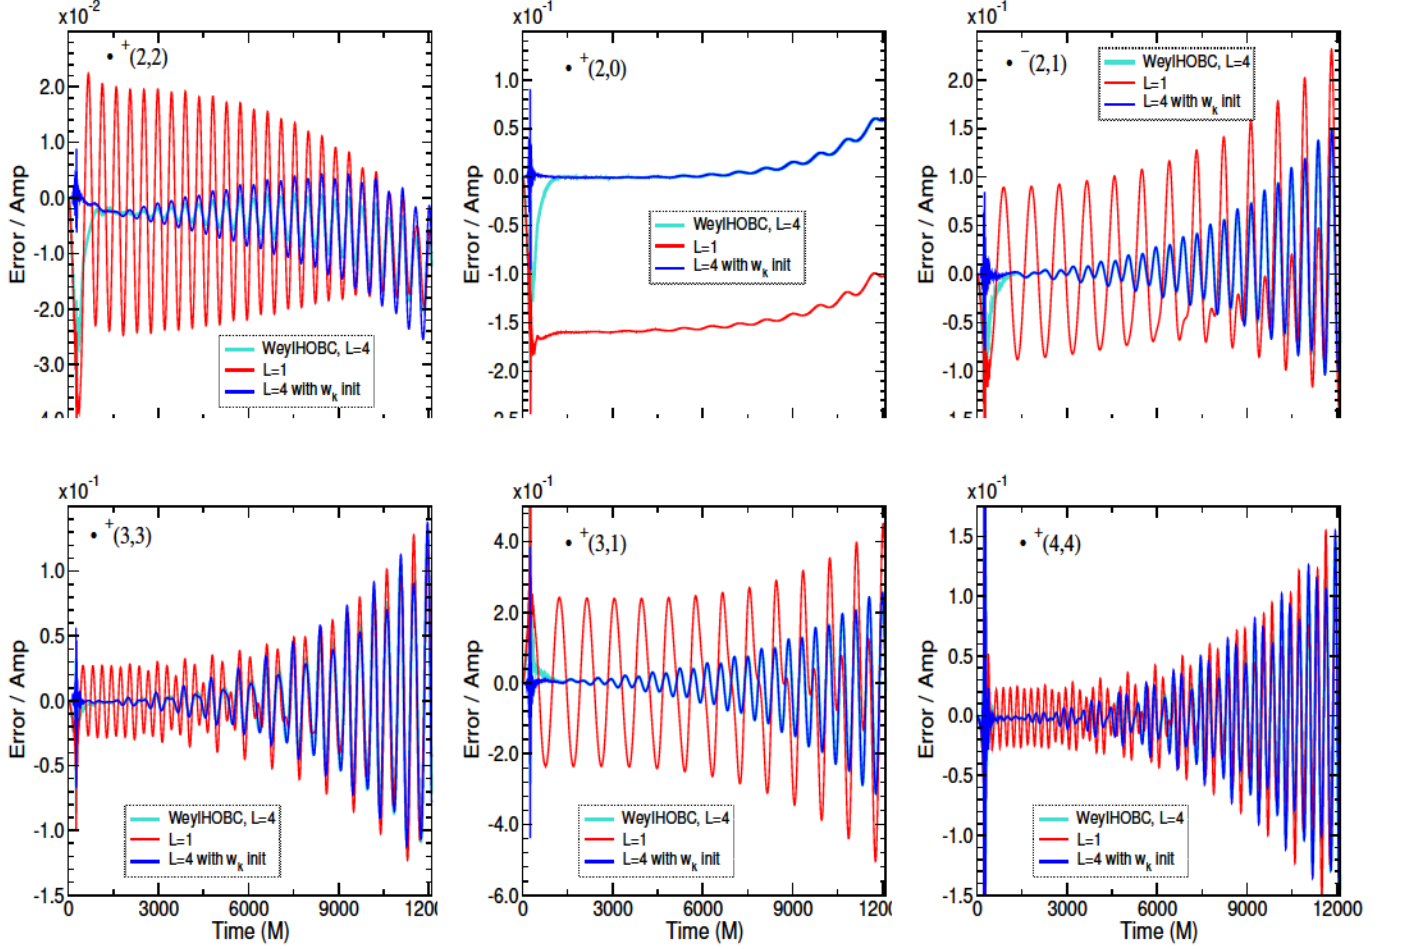 x10^-2
• ^+(2,2)
2.0
1.0
0.0
-1.0
-2.0
-3.0
Error / Amp
WeylHOBC, L=4
L=1
L=4 with w_k init
x10^-1
• ^+(2,0)
1.0
0.5
0.0
-0.5
-1.0
-1.5
-2.0
Error / Amp
WeylHOBC, L=4
L=1
L=4 with w_k init
x10^-1
• ^-(2,1)
2.0
1.5
1.0
0.5
0.0
-0.5
-1.0
Error / Amp
WeylHOBC, L=4
L=1
L=4 with w_k init
x10^-1
• ^+(3,3)
1.0
0.5
0.0
-0.5
-1.0
-1.5
Error / Amp
WeylHOBC, L=4
L=1
L=4 with w_k init
0 3000 6000 9000 1200
Time (M)
x10^-1
• ^+(3,1)
4.0
2.0
0.0
-2.0
-4.0
-6.0
Error / Amp
WeylHOBC, L=4
L=1
L=4 with w_k init
0 3000 6000 9000 1200
Time (M)
x10^-1
• ^+(4,4)
1.5
1.0
0.5
0.0
-0.5
-1.0
-1.5
Error / Amp
WeylHOBC, L=4
L=1
L=4 with w_k init
0 3000 6000 9000 12000
Time (M)